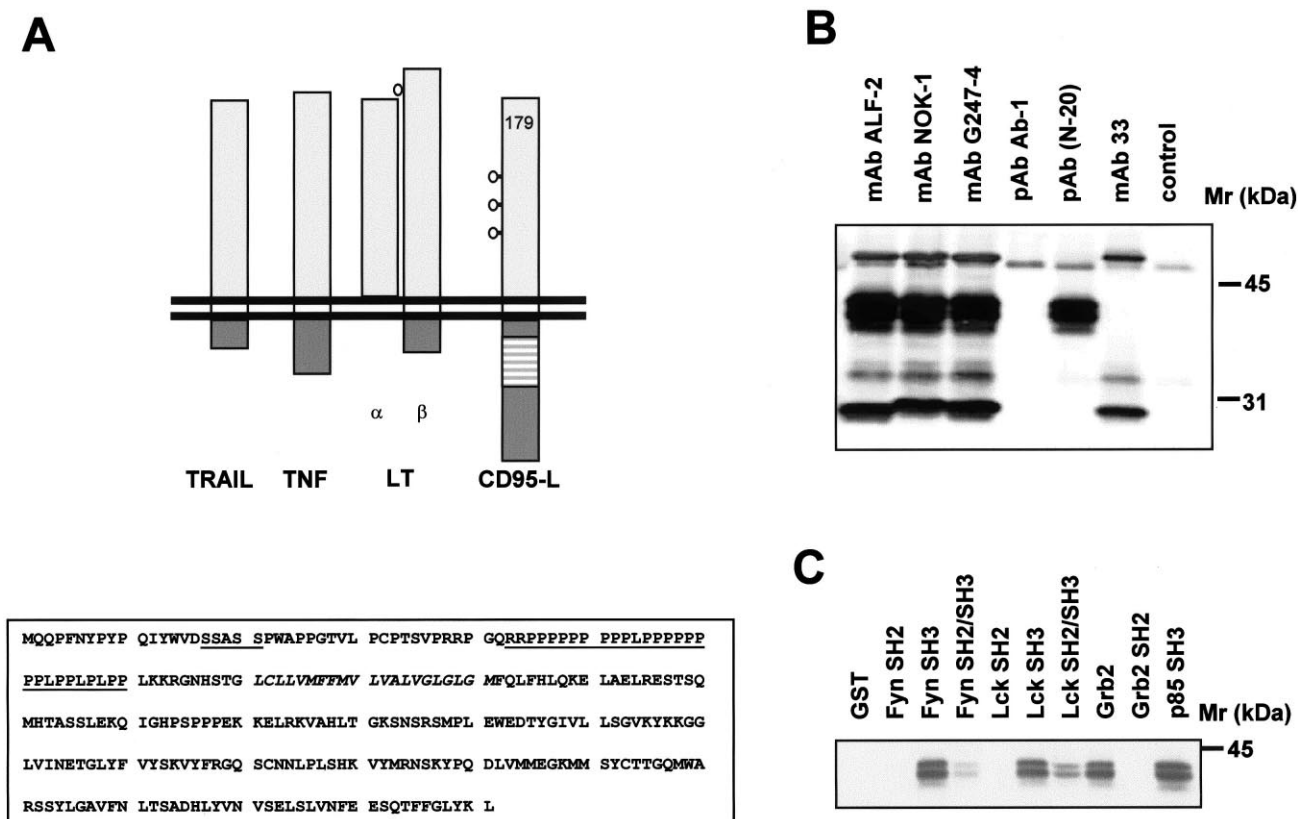 A
179
α β
TRAIL TNF LT CD95-L
MQQPFNYPYP QIYWVDSSAS SPWAPPGTVL PCPTSVPRRP GQRRPPPPPP PPPLPPPPPP
PPLPPLPLPP LKKRGNHSTG LCLLVMFFMV LVALVGLGLG MFQLFHLQKE LAELRESTSQ
MHTASSLEKQ IGHPSPPPEK KELRKVAHLT GKSNSRSMPL EWEDTYGIVL LSGVKYKKGG
LVINETGLYF VYSKVYFRGQ SCNNLPLSHK VYMRNSKYPQ DLVMMEGKMM SYCTTGQMWA
RSSYLGAVFN LTSADHLYVN VSELSLVNFE ESQTFFGLYK L
B
mAb ALF-2
mAb NOK-1
mAb G247-4
pAb Ab-1
pAb (N-20)
mAb 33
control
Mr (kDa)
45
31
C
GST
Fyn SH2
Fyn SH3
Fyn SH2/SH3
Lck SH2
Lck SH3
Lck SH2/SH3
Grb2
Grb2 SH2
p85 SH3
Mr (kDa)
45